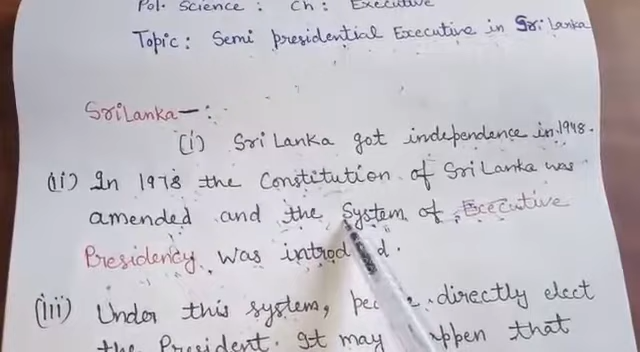 Pol. Science : Ch : Executive
Topic : Semi presidential Executive in Sri Lanka
Sri Lanka - :
(i) Sri Lanka got independence in 1948.
(ii) In 1978 the Constitution of Sri Lanka was
amended and the System of Executive
Presidency was
(iii) Under this system, directly elect
the President. It may that